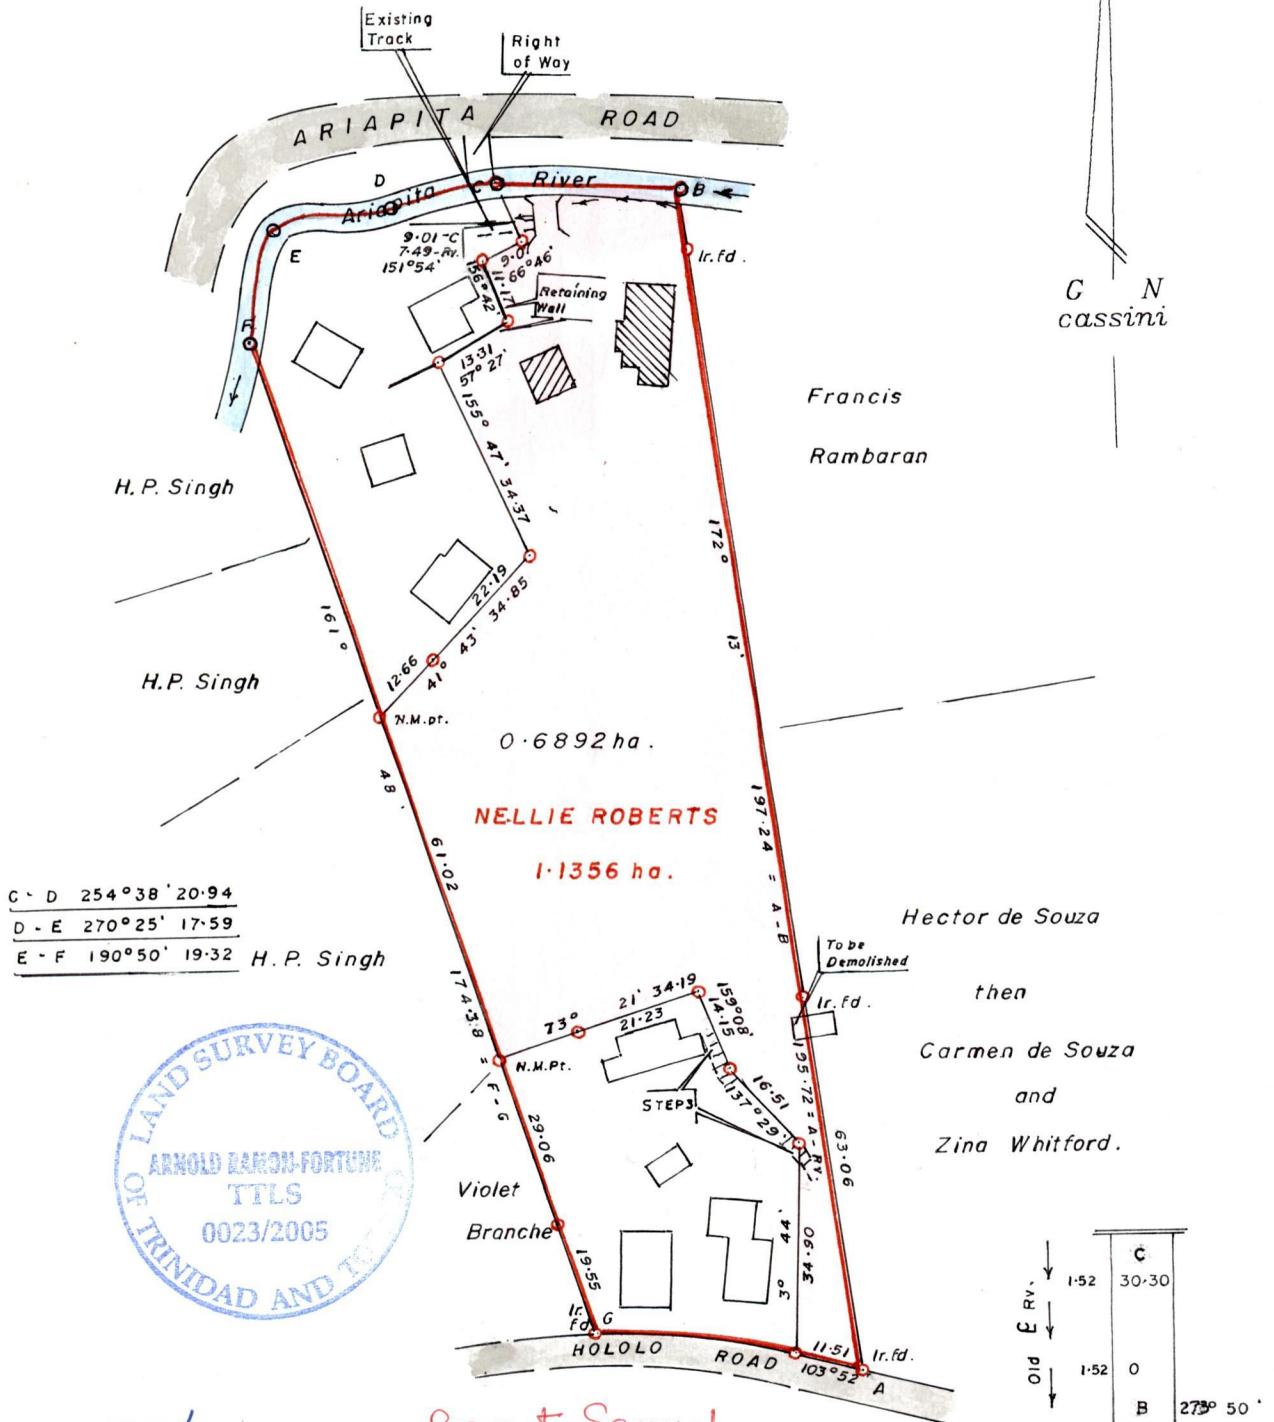 Existing
Track
Right
of Way
ARIAPITA ROAD
D
C
River
B
Ariapita
E
9·01-C
7·49-Rv.
151°54'
9·07
66°46'
Ir.fd.
11·17
156°42'
Retaining
Wall
G N
cassini
F
13·31
57°27'
Francis
Rambaran
155° 47' 34·37
H.P. Singh
172° 13'
22·19
161°
12·66
41° 43' 34·85
H.P. Singh
N.M.pt.
0·6892 ha.
48'
197·24 = A-B
NELLIE ROBERTS
61·02
1·1356 ha.
C - D 254°38' 20·94
D - E 270°25' 17·59
E - F 190°50' 19·32
H.P. Singh
Hector de Souza
To be
Demolished
then
Ir.fd.
174·38 = F-G
73° 21' 34·19
21·23
159°08'
14·15
Carmen de Souza
and
Zina Whitford.
N.M.Pt.
195·72 = A-RV.
16·51
137°29'
STEPS
63·06
LAND SURVEY BOARD
OF TRINIDAD AND
ARNOLD RAMON-FORTUNE
TTLS
0023/2005
29·06
Violet
Branche
3° 44'
34·90
19·55
Ir.
fd
G
HOLOLO ROAD
11·51
103°52'
Ir.fd.
A
C
1·52 30·30
Old ₵ Rv.
1·52 0
B 273° 50'